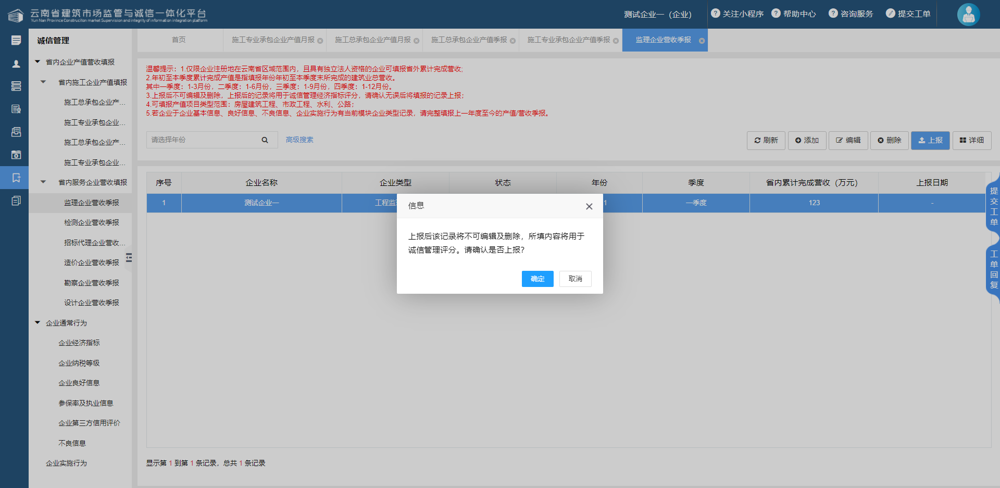 云南省建筑市场监管与诚信一体化平台
Yun Nan Province Construciton market Supervision and integrity of information integration platform
测试企业一（企业）
关注小程序
帮助中心
咨询服务
提交工单
诚信管理
省内企业产值营收填报
省内施工企业产值填报
施工总承包企业产...
施工专业承包企业...
施工总承包企业产...
施工专业承包企业...
省内服务企业营收填报
监理企业营收季报
检测企业营收季报
招标代理企业营收...
造价企业营收季报
勘察企业营收季报
设计企业营收季报
企业通常行为
企业经济指标
企业纳税等级
企业良好信息
参保率及执业信息
企业第三方信用评价
不良信息
企业实施行为
首页
施工专业承包企业产值月报
施工总承包企业产值月报
施工总承包企业产值季报
施工专业承包企业产值季报
监理企业营收季报
温馨提示：1.仅限企业注册地在云南省区域范围内，且具有独立法人资格的企业可填报省外累计完成营收;
2.年初至本季度累计完成产值是指填报年份年初至本季度末所完成的建筑业总营收。
其中一季度：1-3月份，二季度：1-6月份，三季度：1-9月份，四季度：1-12月份。
3.上报后不可编辑及删除，上报后的记录将用于诚信管理经济指标评分，请确认无误后将填报的记录上报；
4.可填报产值项目类型范围：房屋建筑工程、市政工程、水利、公路；
5.若企业于企业基本信息、良好信息、不良信息、企业实施行为有当前模块企业类型记录，请完整填报上一年度至今的产值/营收季报。
请选择年份
高级搜索
刷新
添加
编辑
删除
上报
详细
序号 企业名称 企业类型 状态 年份 季度 省内累计完成营收（万元） 上报日期
1 测试企业一 工程监 1 一季度 123 -
信息
上报后该记录将不可编辑及删除，所填内容将用于
诚信管理评分。请确认是否上报?
确定
取消
显示第 1 到第 1 条记录，总共 1 条记录
提交工单
工单回复